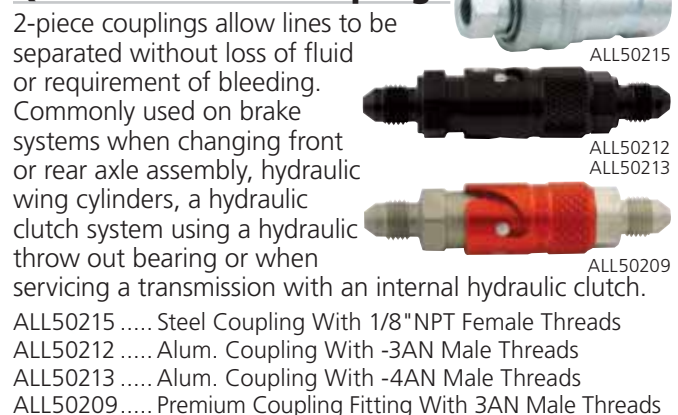 2-piece couplings allow lines to be
separated without loss of fluid
or requirement of bleeding.
Commonly used on brake
systems when changing front
or rear axle assembly, hydraulic
wing cylinders, a hydraulic
clutch system using a hydraulic
throw out bearing or when
servicing a transmission with an internal hydraulic clutch.
ALL50215
ALL50212
ALL50213
ALL50209
ALL50215 ..... Steel Coupling With 1/8"NPT Female Threads
ALL50212 ..... Alum. Coupling With -3AN Male Threads
ALL50213 ..... Alum. Coupling With -4AN Male Threads
ALL50209 ..... Premium Coupling Fitting With 3AN Male Threads